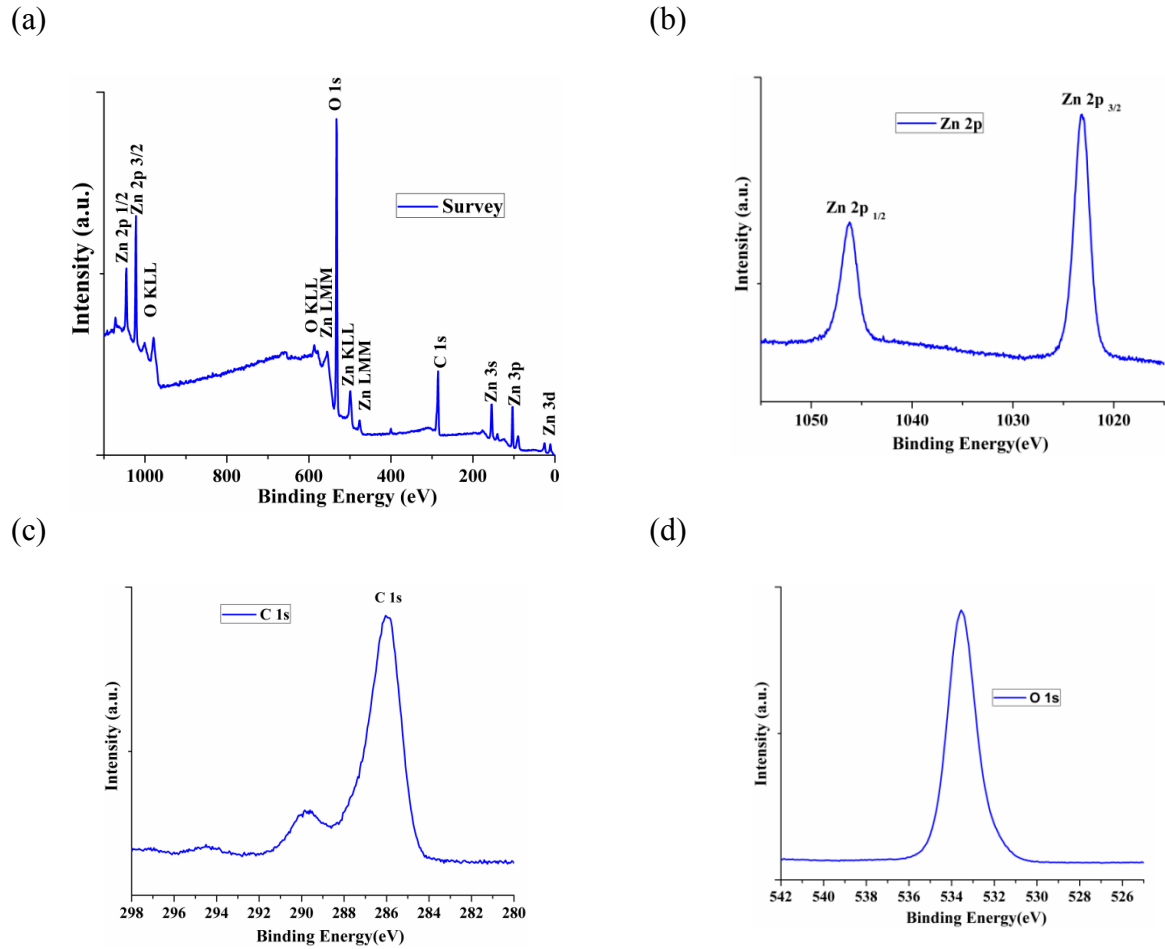 (a)
(b)
Intensity (a.u.)
Zn 2p 1/2
Zn 2p 3/2
O KLL
O KLL
Zn LMM
O 1s
Zn KLL
Zn LMM
C 1s
Zn 3s
Zn 3p
Zn 3d
Survey
1000 800 600 400 200 0
Binding Energy (eV)
Intensity (a.u.)
Zn 2p 1/2
Zn 2p
Zn 2p 3/2
1050 1040 1030 1020
Binding Energy(eV)
(c)
(d)
Intensity (a.u.)
C 1s
C 1s
298 296 294 292 290 288 286 284 282 280
Binding Energy(eV)
Intensity (a.u.)
O 1s
542 540 538 536 534 532 530 528 526
Binding Energy(eV)